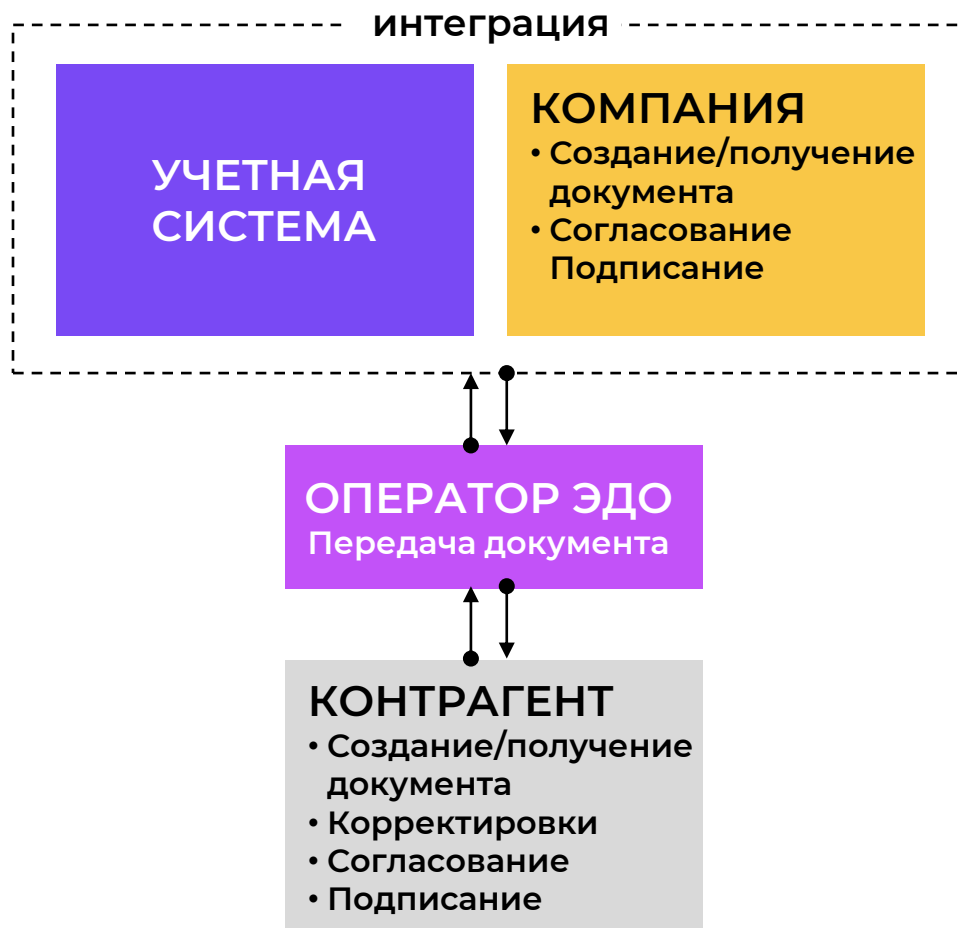 интеграция
УЧЕТНАЯ
СИСТЕМА
КОМПАНИЯ
• Создание/получение
документа
• Согласование
Подписание
ОПЕРАТОР ЭДО
Передача документа
КОНТРАГЕНТ
• Создание/получение
документа
• Корректировки
• Согласование
• Подписание